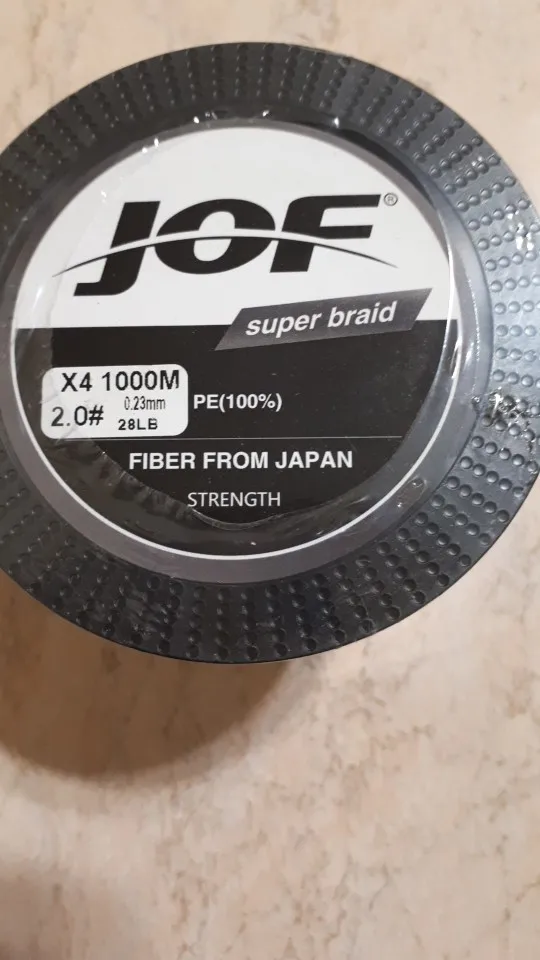 JOF®
super braid
X4 1000M
2.0# 0.23mm
28LB
PE(100%)
FIBER FROM JAPAN
STRENGTH